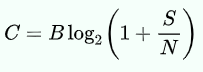 C = B log₂ ( 1 + S/N )